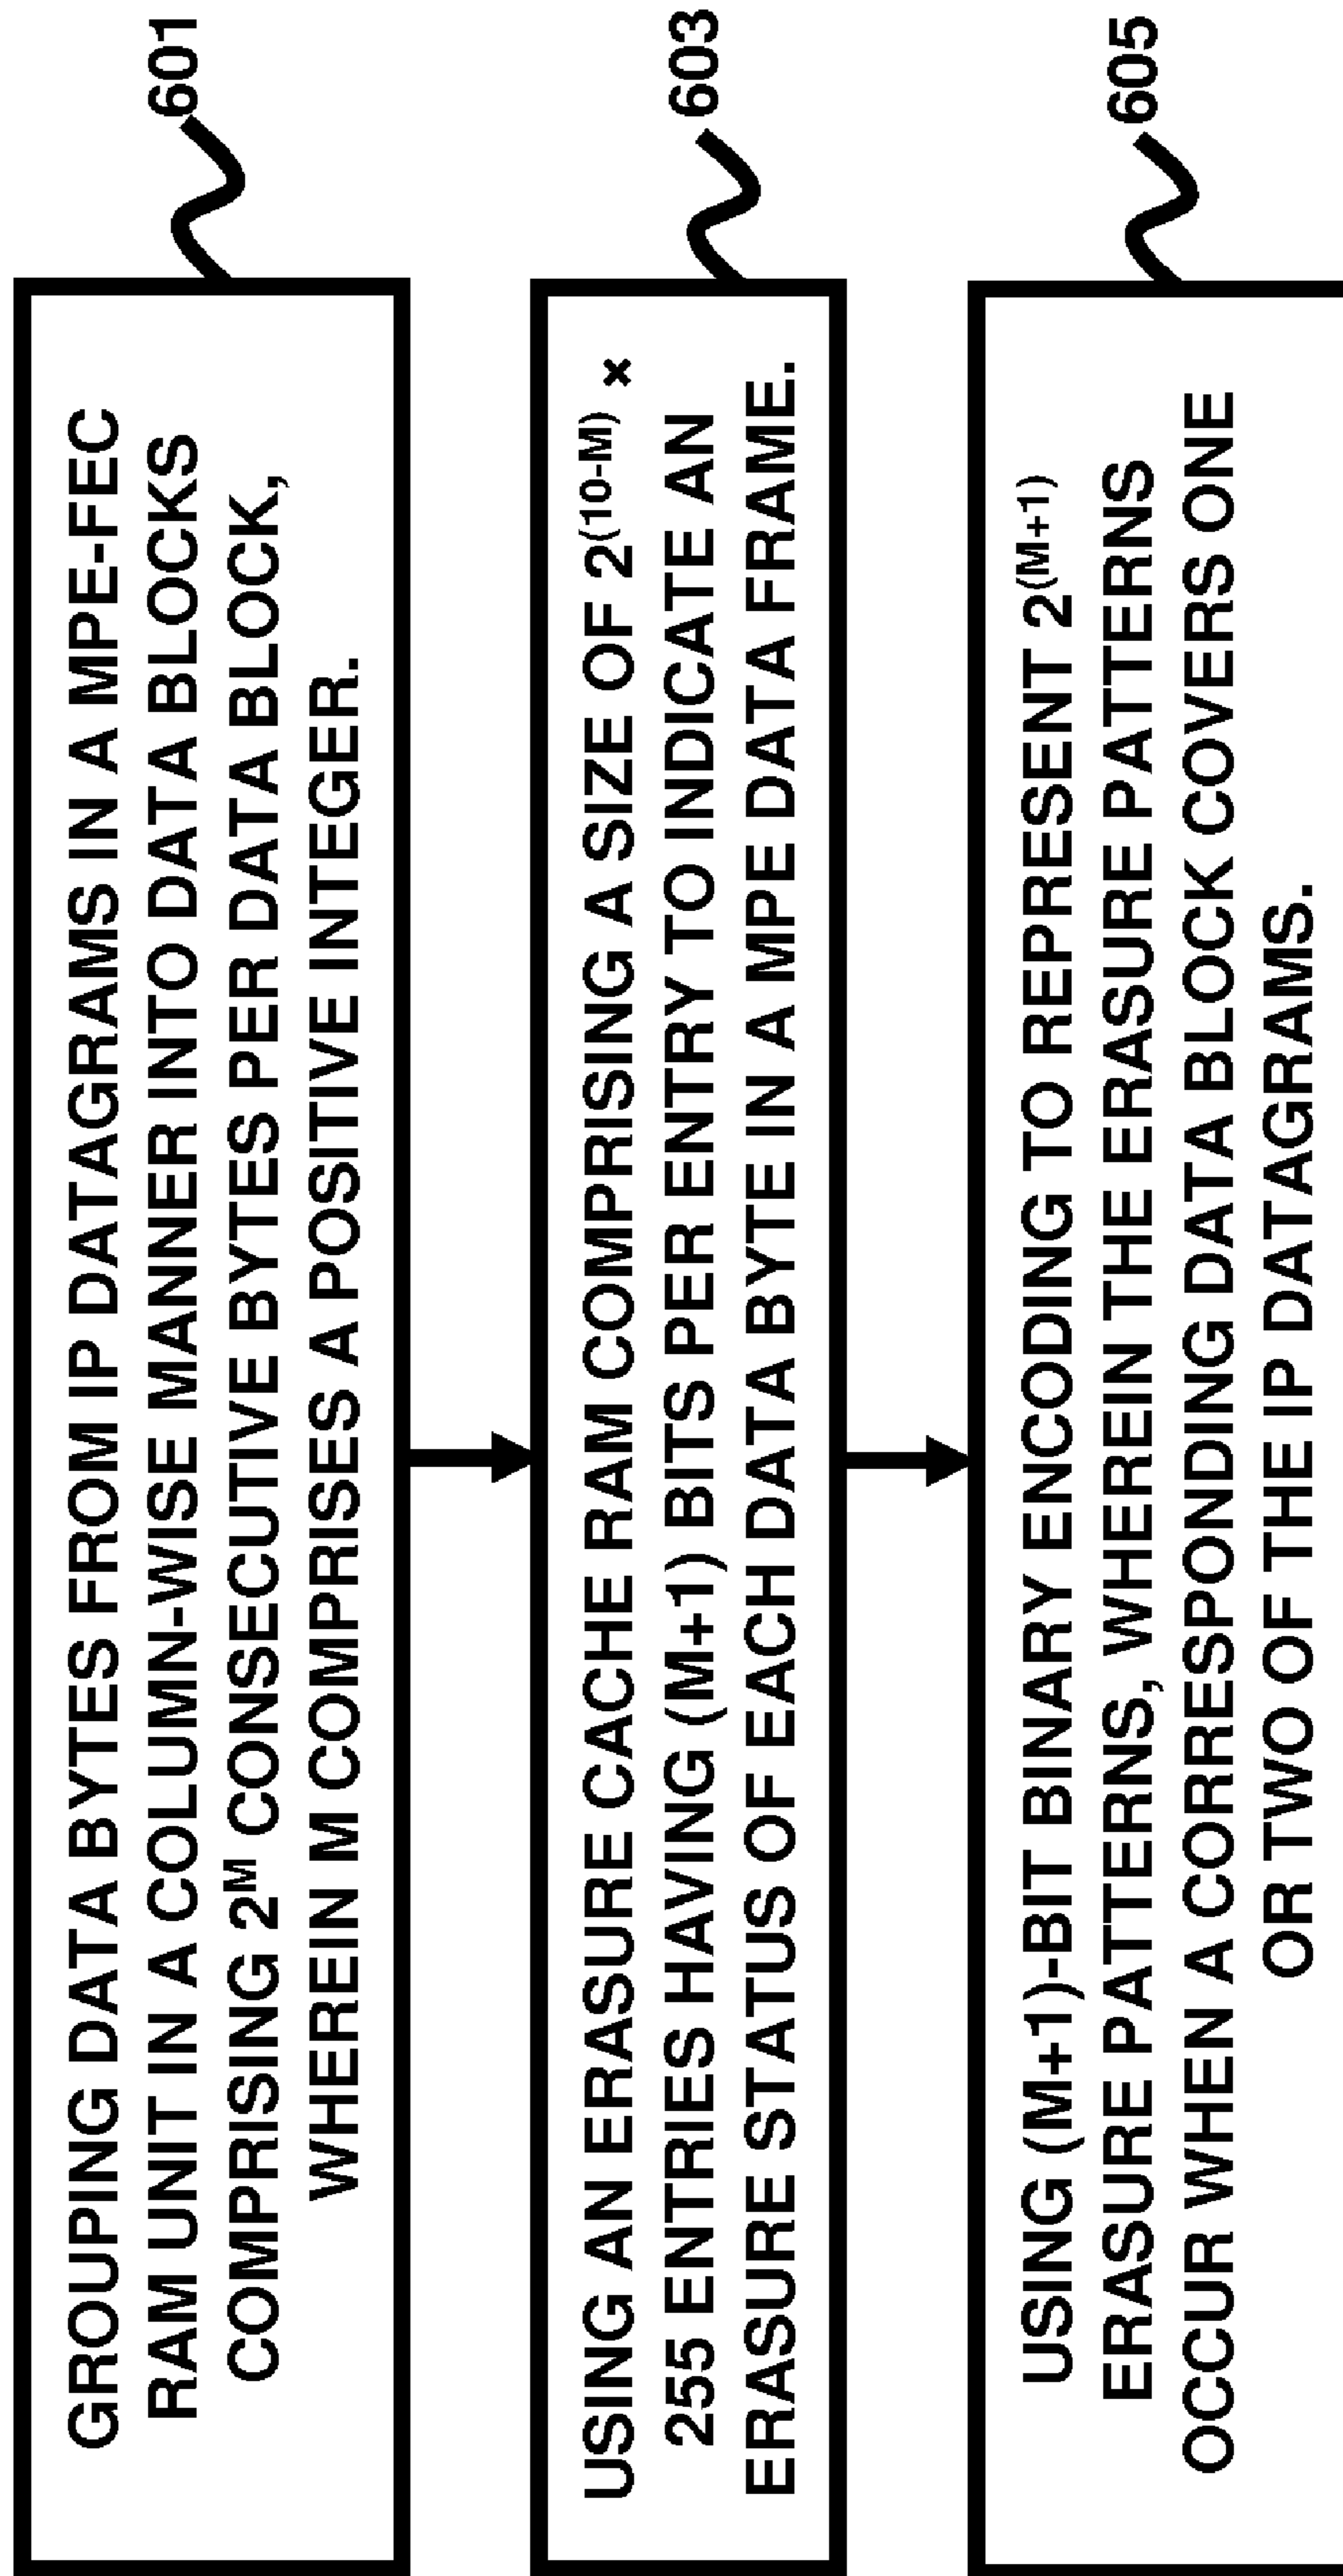 GROUPING DATA BYTES FROM IP DATAGRAMS IN A MPE-FEC
RAM UNIT IN A COLUMN-WISE MANNER INTO DATA BLOCKS
COMPRISING 2^M CONSECUTIVE BYTES PER DATA BLOCK,
WHEREIN M COMPRISES A POSITIVE INTEGER.
601
USING AN ERASURE CACHE RAM COMPRISING A SIZE OF 2^(10-M) ×
255 ENTRIES HAVING (M+1) BITS PER ENTRY TO INDICATE AN
ERASURE STATUS OF EACH DATA BYTE IN A MPE DATA FRAME.
603
USING (M+1)-BIT BINARY ENCODING TO REPRESENT 2^(M+1)
ERASURE PATTERNS, WHEREIN THE ERASURE PATTERNS
OCCUR WHEN A CORRESPONDING DATA BLOCK COVERS ONE
OR TWO OF THE IP DATAGRAMS.
605